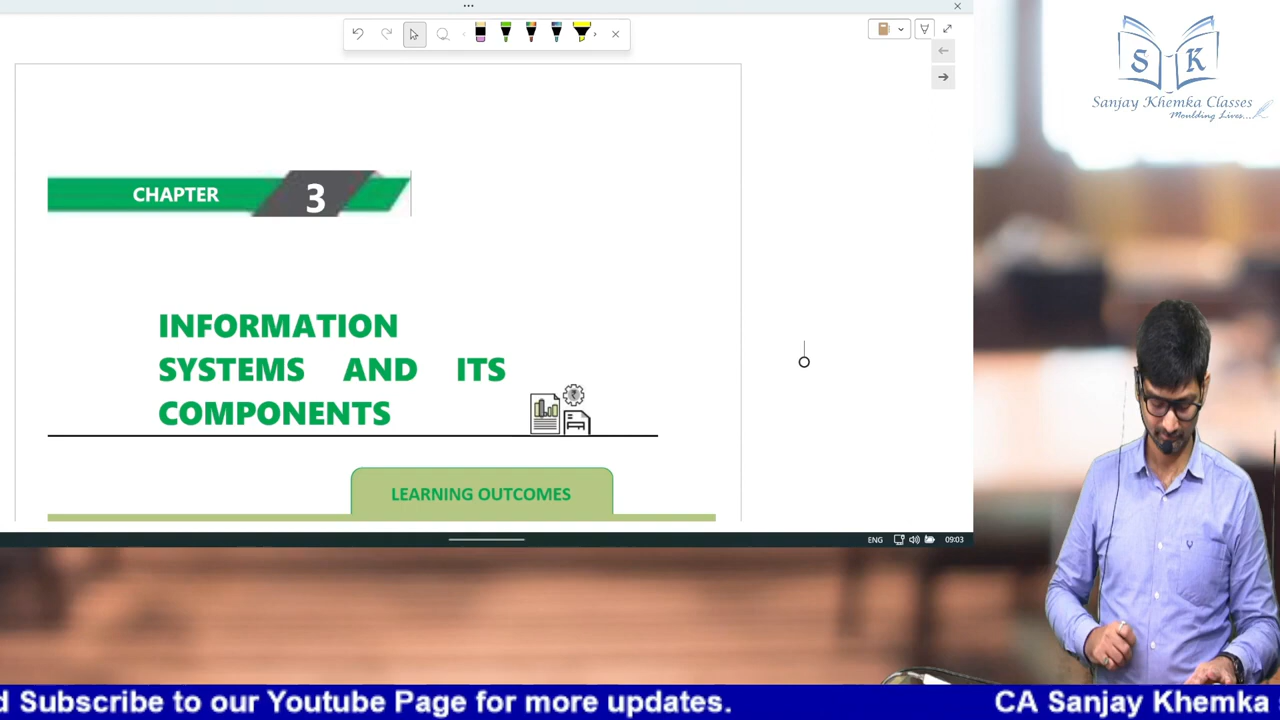 S K
Sanjay Khemka Classes
Moulding Lives...
CHAPTER 3
INFORMATION
SYSTEMS AND ITS
COMPONENTS
LEARNING OUTCOMES
ENG 09:03
d Subscribe to our Youtube Page for more updates. CA Sanjay Khemka